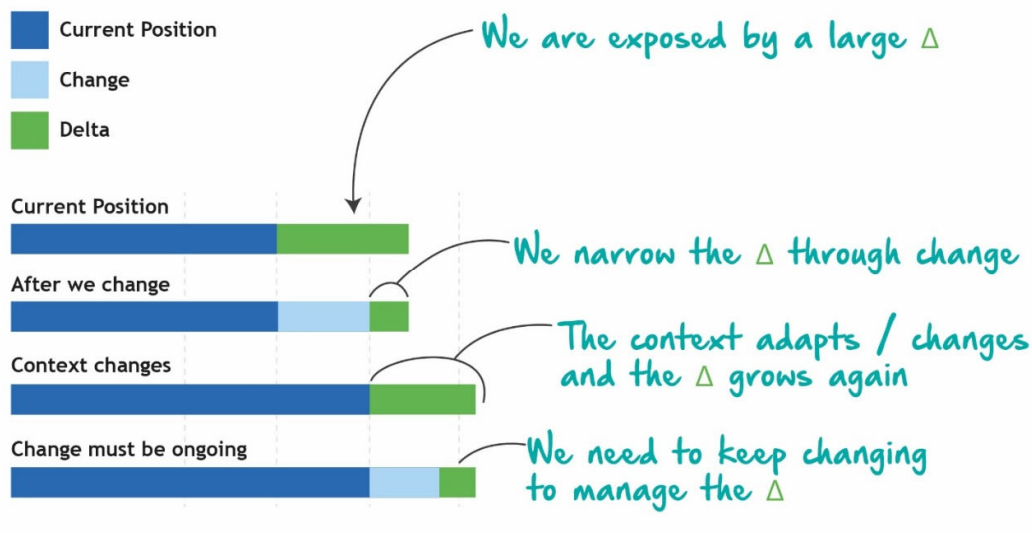 Current Position
Change
Delta
We are exposed by a large Δ
Current Position
After we change
We narrow the Δ through change
Context changes
The context adapts / changes
and the Δ grows again
Change must be ongoing
We need to keep changing
to manage the Δ